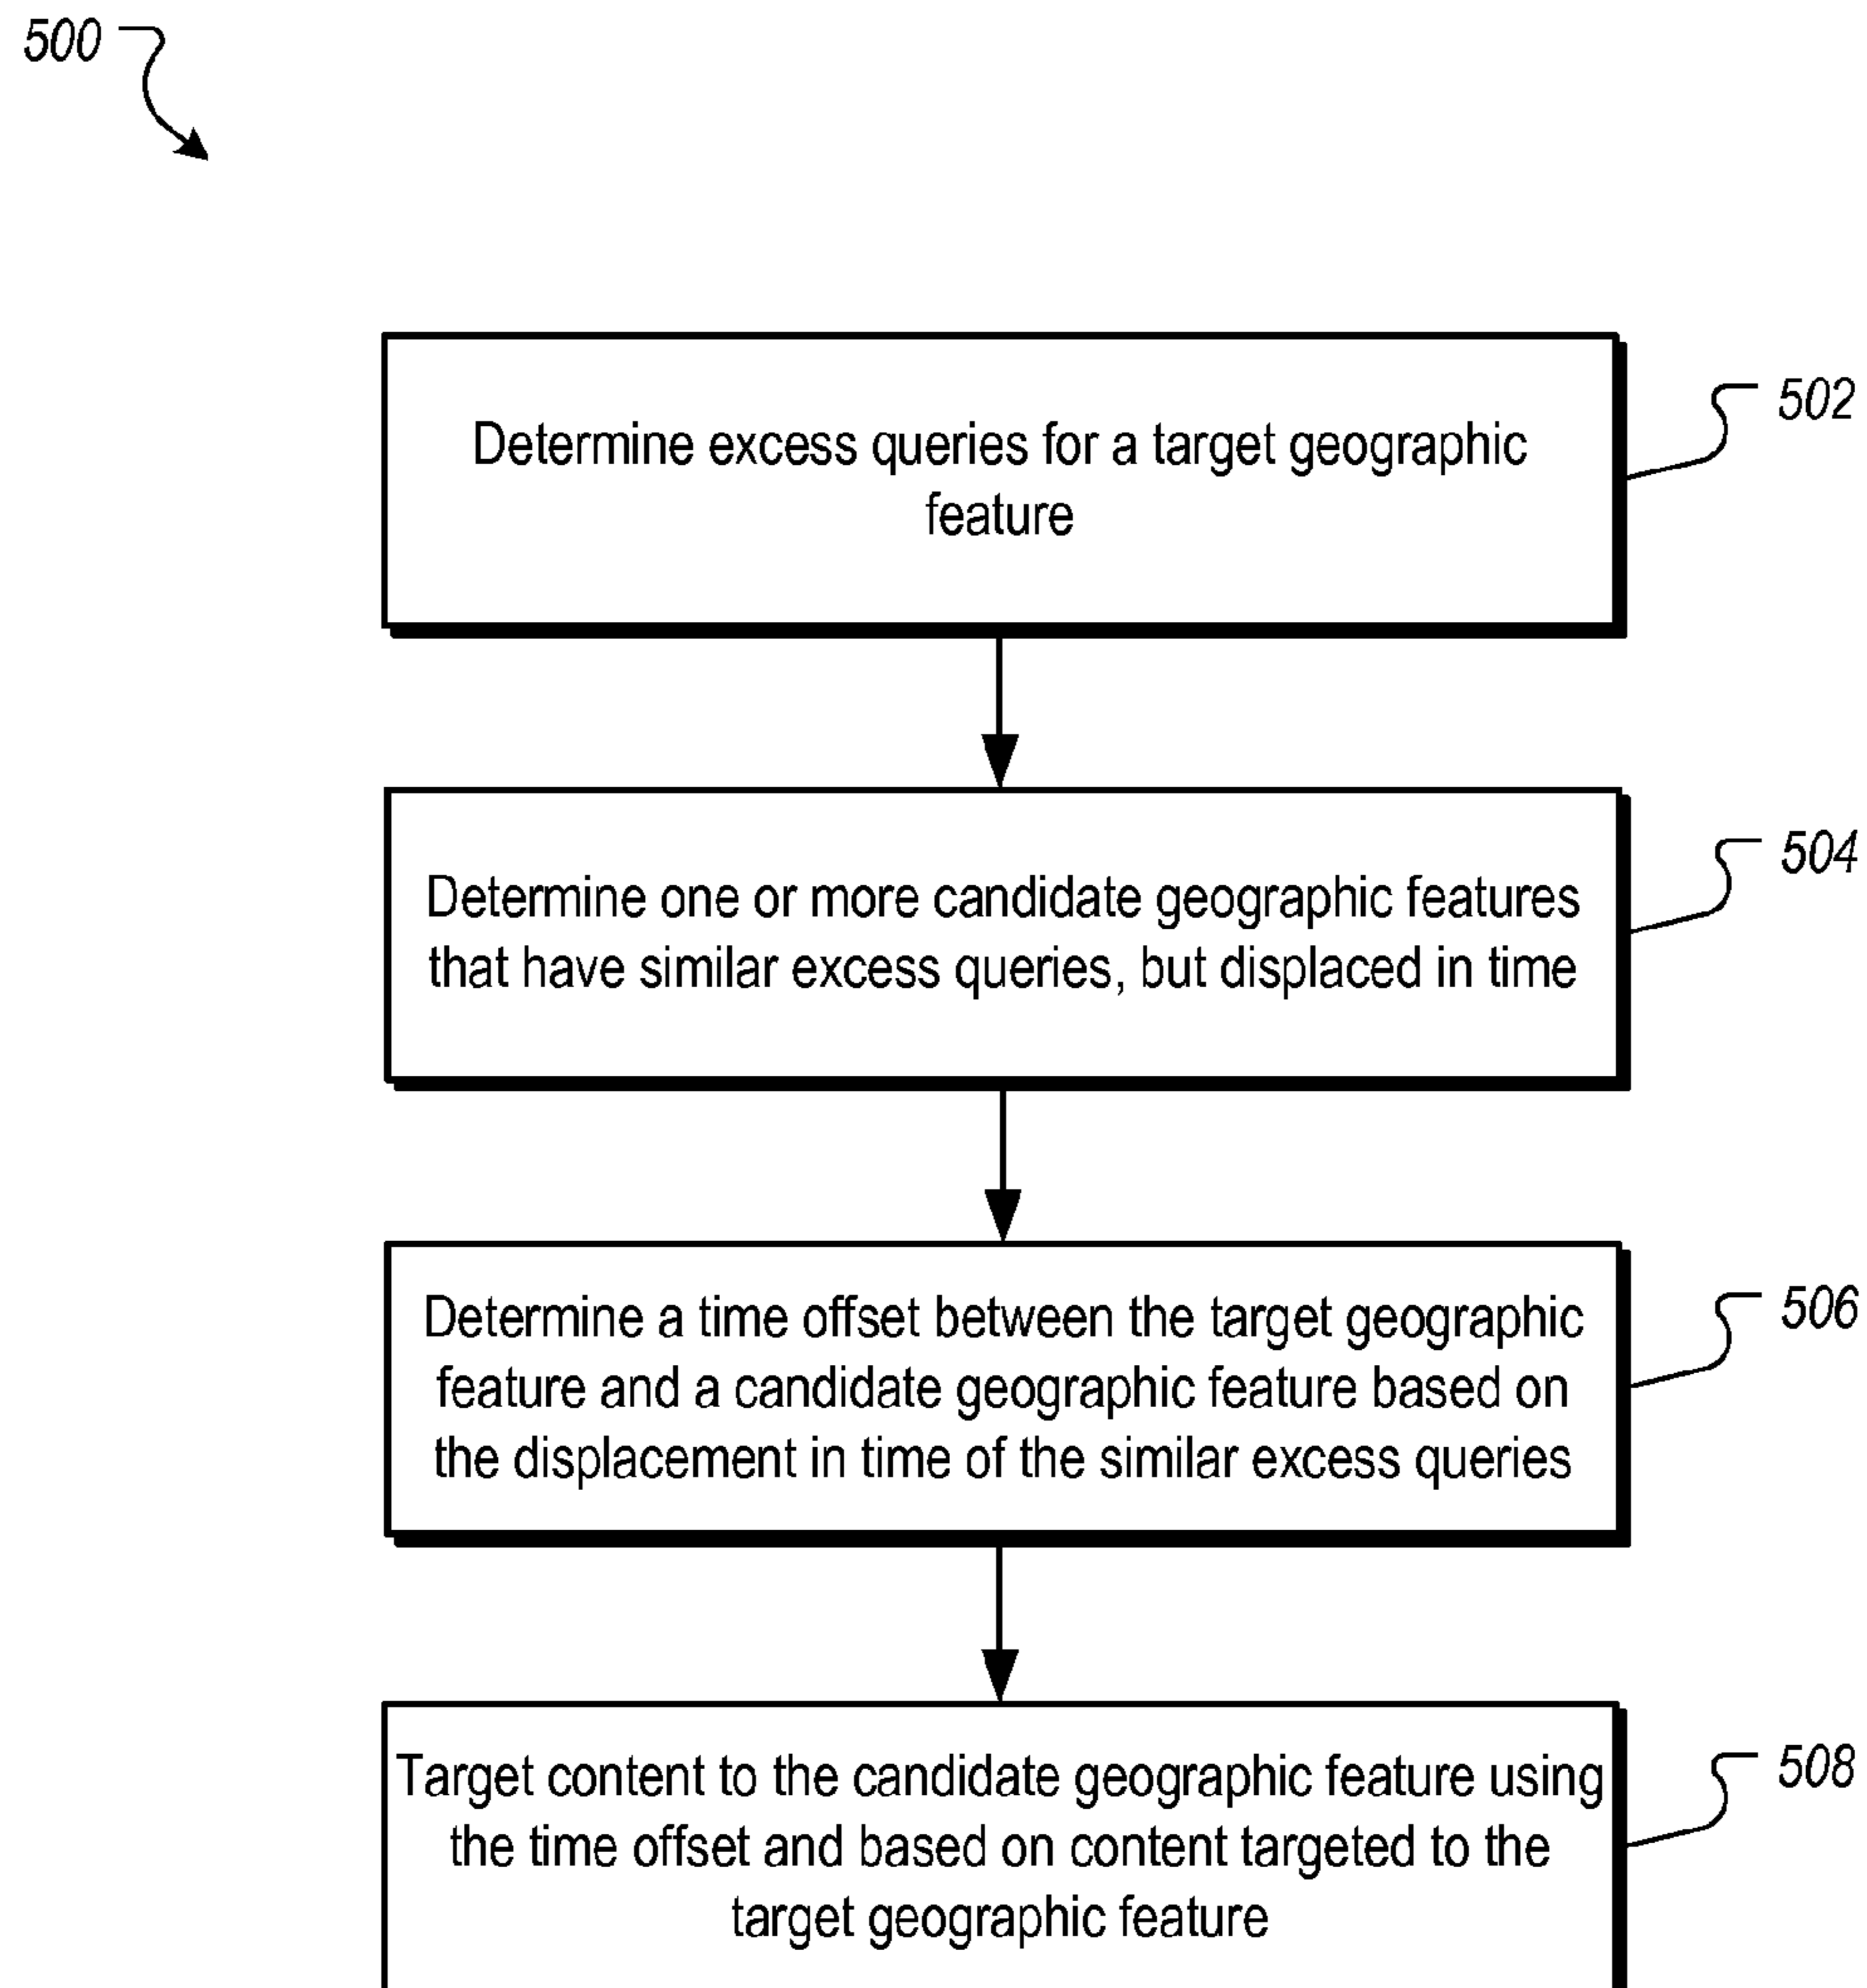 500
Determine excess queries for a target geographic
feature
502
Determine one or more candidate geographic features
that have similar excess queries, but displaced in time
504
Determine a time offset between the target geographic
feature and a candidate geographic feature based on
the displacement in time of the similar excess queries
506
Target content to the candidate geographic feature using
the time offset and based on content targeted to the
target geographic feature
508